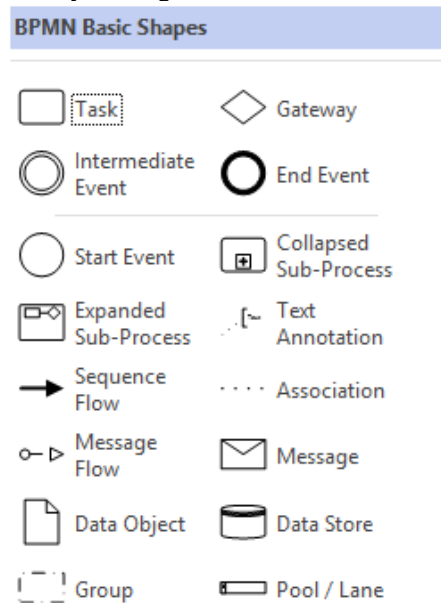 BPMN Basic Shapes
Task
Gateway
Intermediate
Event
End Event
Start Event
Collapsed
Sub-Process
Expanded
Sub-Process
Text
Annotation
Sequence
Flow
Association
Message
Flow
Message
Data Object
Data Store
Group
Pool / Lane